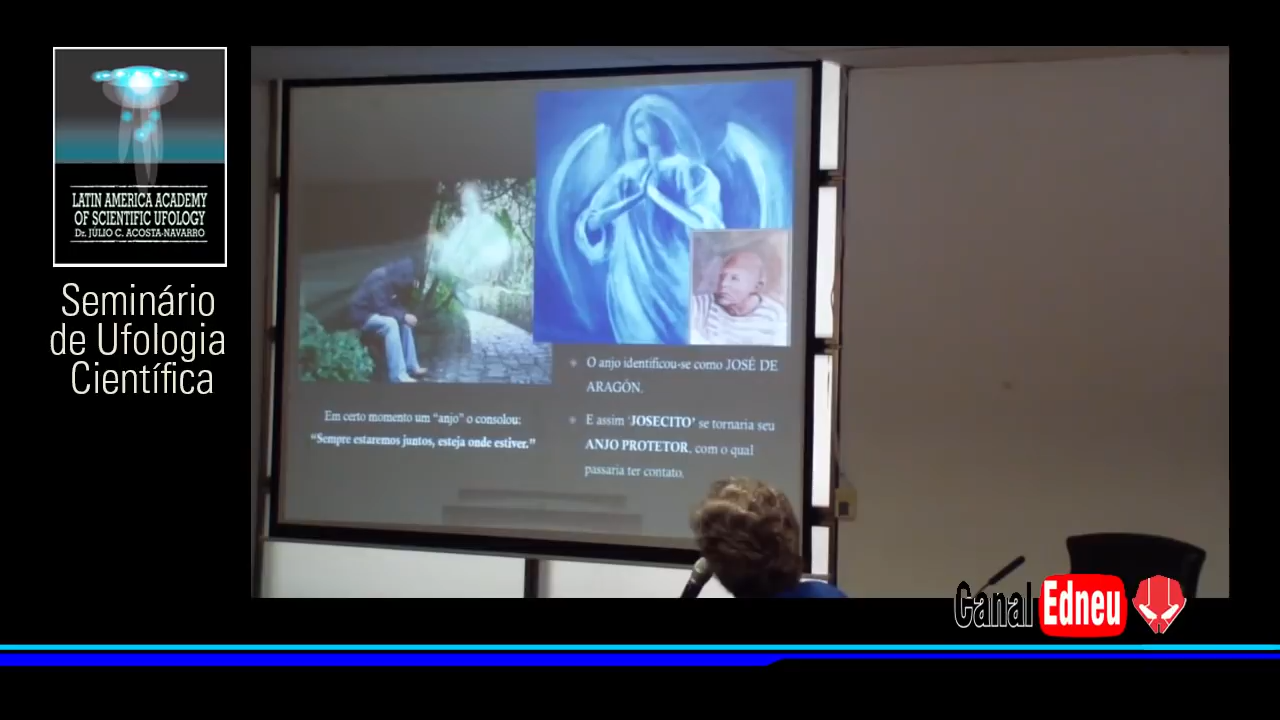 LATIN AMERICA ACADEMY
OF SCIENTIFIC UFOLOGY
Dr. JÚLIO C. ACOSTA-NAVARRO
Seminário
de Ufologia
Científica
Em certo momento um “anjo” o consolou:
“Sempre estaremos juntos, esteja onde estiver.”
O anjo identificou-se como JOSÉ DE
ARAGÓN.
E assim ‘JOSECITO’ se tornaria seu
ANJO PROTETOR, com o qual
passaria ter contato.
Canal Edneu